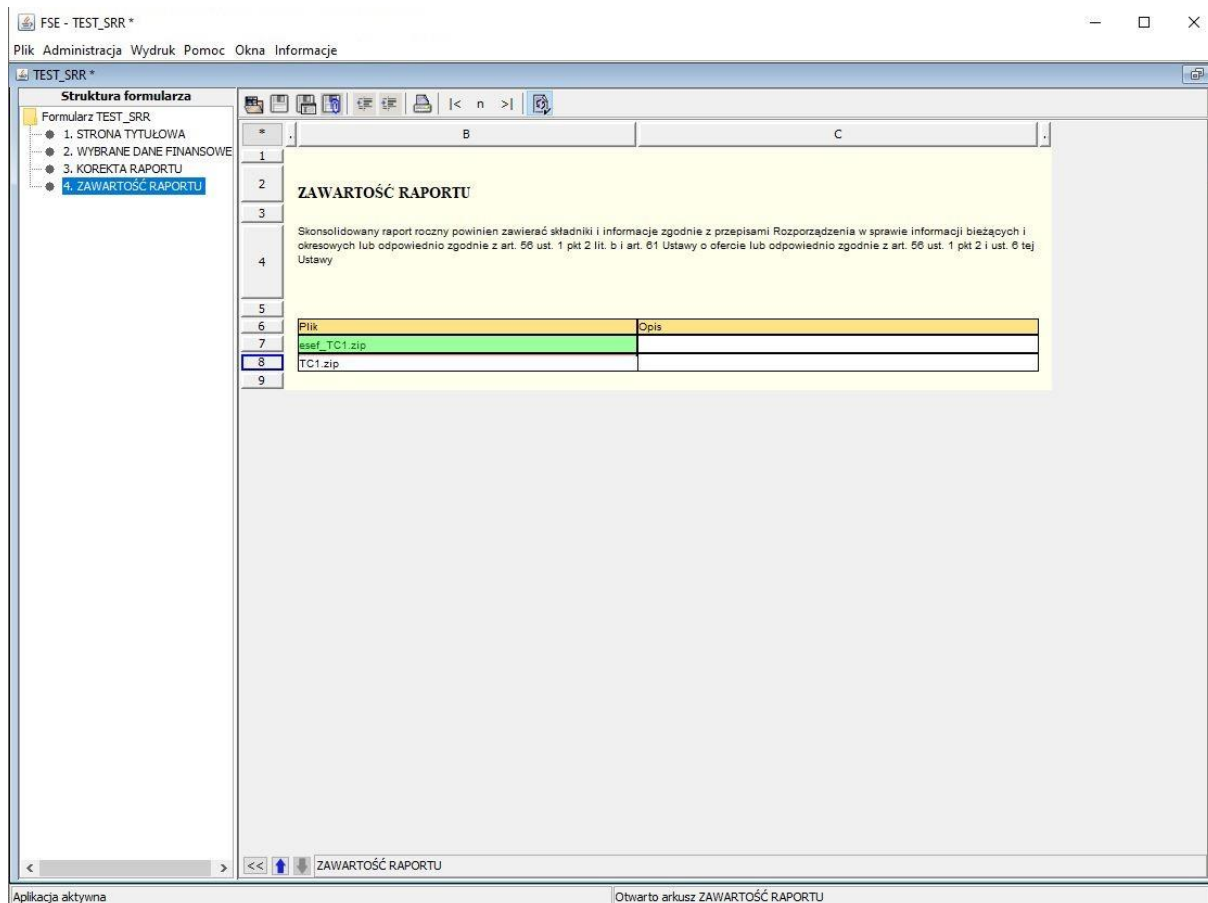 FSE - TEST_SRR *
Plik Administracja Wydruk Pomoc Okna Informacje
TEST_SRR *
Struktura formularza
Formularz TEST_SRR
1. STRONA TYTUŁOWA
2. WYBRANE DANE FINANSOWE
3. KOREKTA RAPORTU
4. ZAWARTOŚĆ RAPORTU
|< n >|
* . B C .
1
2 ZAWARTOŚĆ RAPORTU
3
Skonsolidowany raport roczny powinien zawierać składniki i informacje zgodnie z przepisami Rozporządzenia w sprawie informacji bieżących i
okresowych lub odpowiednio zgodnie z art. 56 ust. 1 pkt 2 lit. b i art. 61 Ustawy o ofercie lub odpowiednio zgodnie z art. 56 ust. 1 pkt 2 i ust. 6 tej
4 Ustawy
5
6 Plik Opis
7 esef_TC1.zip
8 TC1.zip
9
<< ZAWARTOŚĆ RAPORTU
Aplikacja aktywna Otwarto arkusz ZAWARTOŚĆ RAPORTU